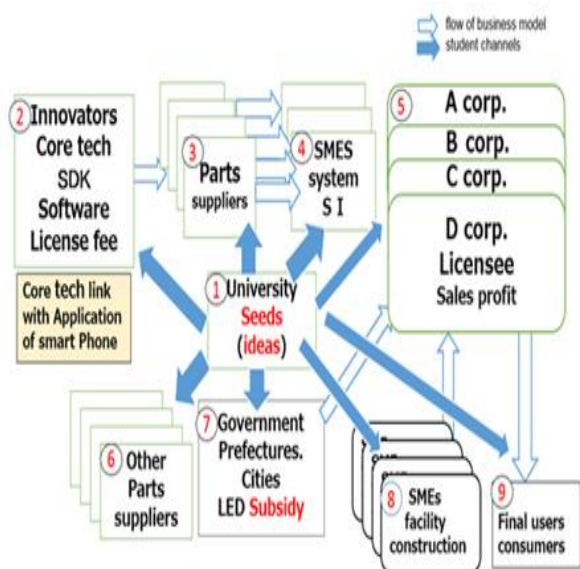 flow of business model
student channels
2 Innovators
Core tech
SDK
Software
License fee
3 Parts
suppliers
4 SMES
system
S I
5 A corp.
B corp.
C corp.
D corp.
Licensee
Sales profit
Core tech link
with Application
of smart Phone
1 University
Seeds
(ideas)
6 Other
Parts
suppliers
7 Government
Prefectures.
Cities
LED Subsidy
8 SMEs
facility
construction
9 Final users
consumers